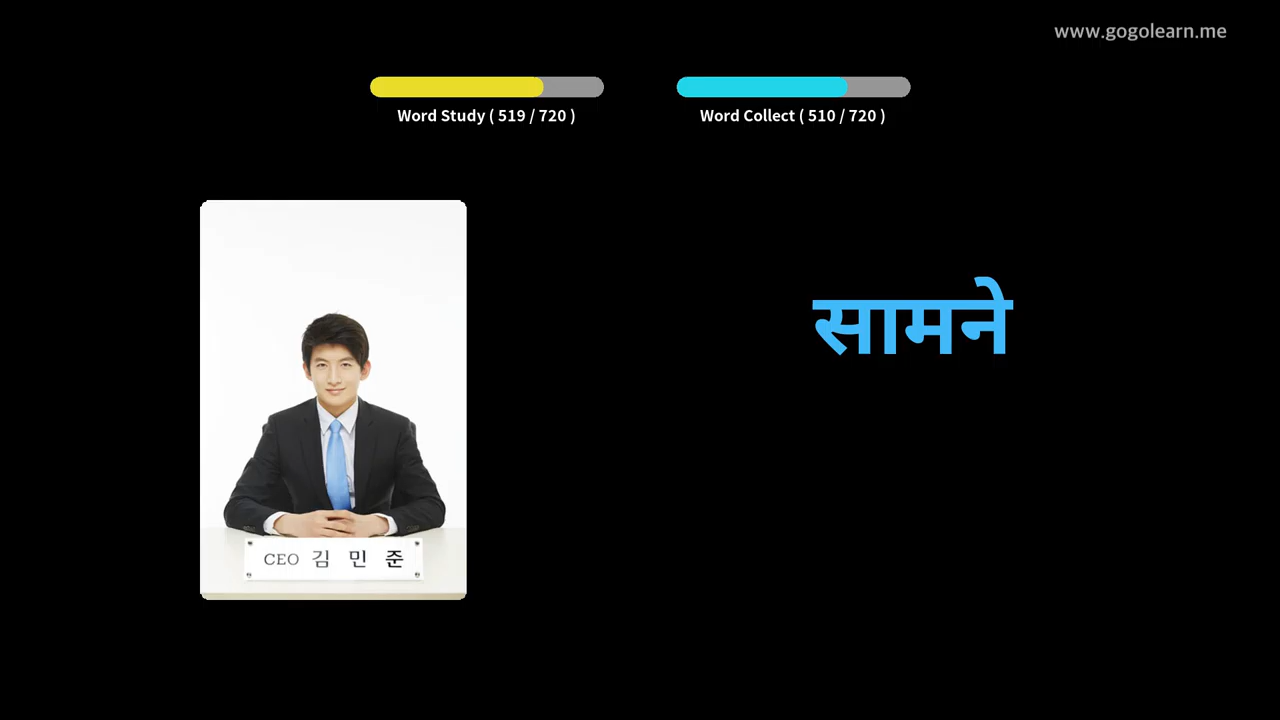 www.gogolearn.me
Word Study ( 519 / 720 )
Word Collect ( 510 / 720 )
सामने
CEO 김 민 준